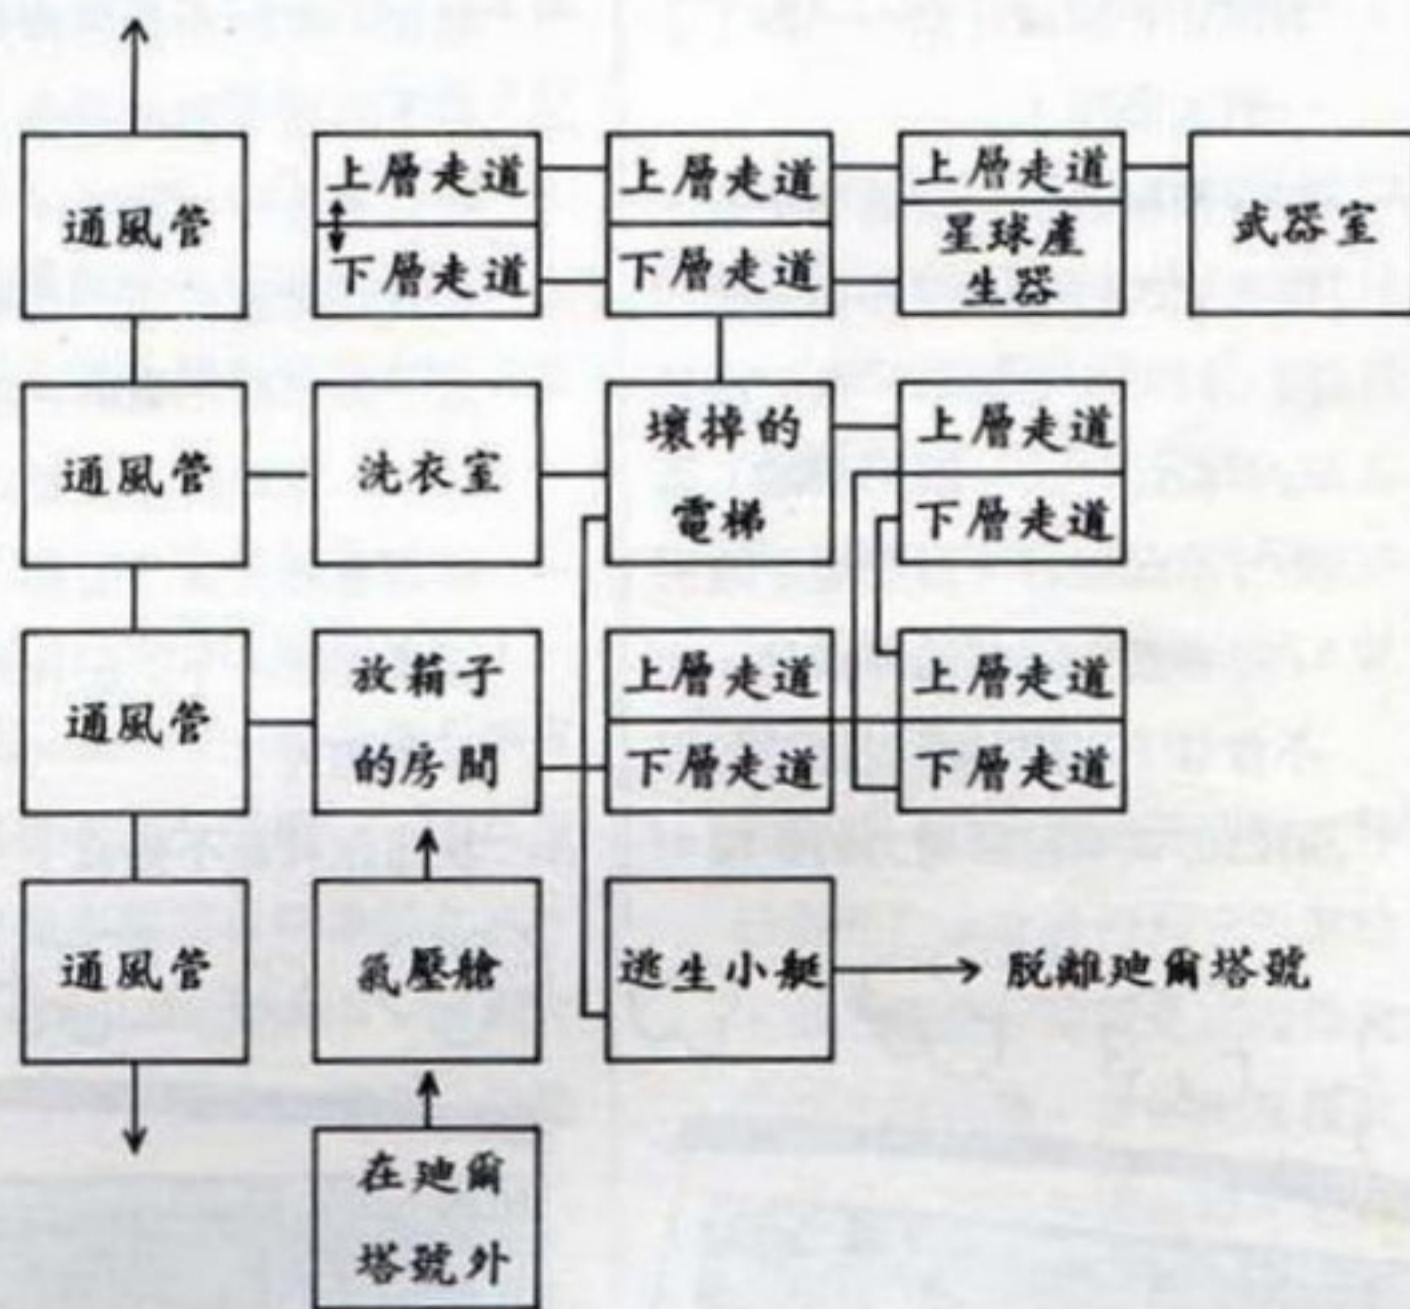 通風管
上層走道
下層走道
上層走道
下層走道
上層走道
星球產
生器
武器室
通風管
洗衣室
壞掉的
電梯
上層走道
下層走道
通風管
放箱子
的房間
上層走道
下層走道
上層走道
下層走道
通風管
氣壓艙
逃生小艇
脫離迪爾塔號
在迪爾
塔號外